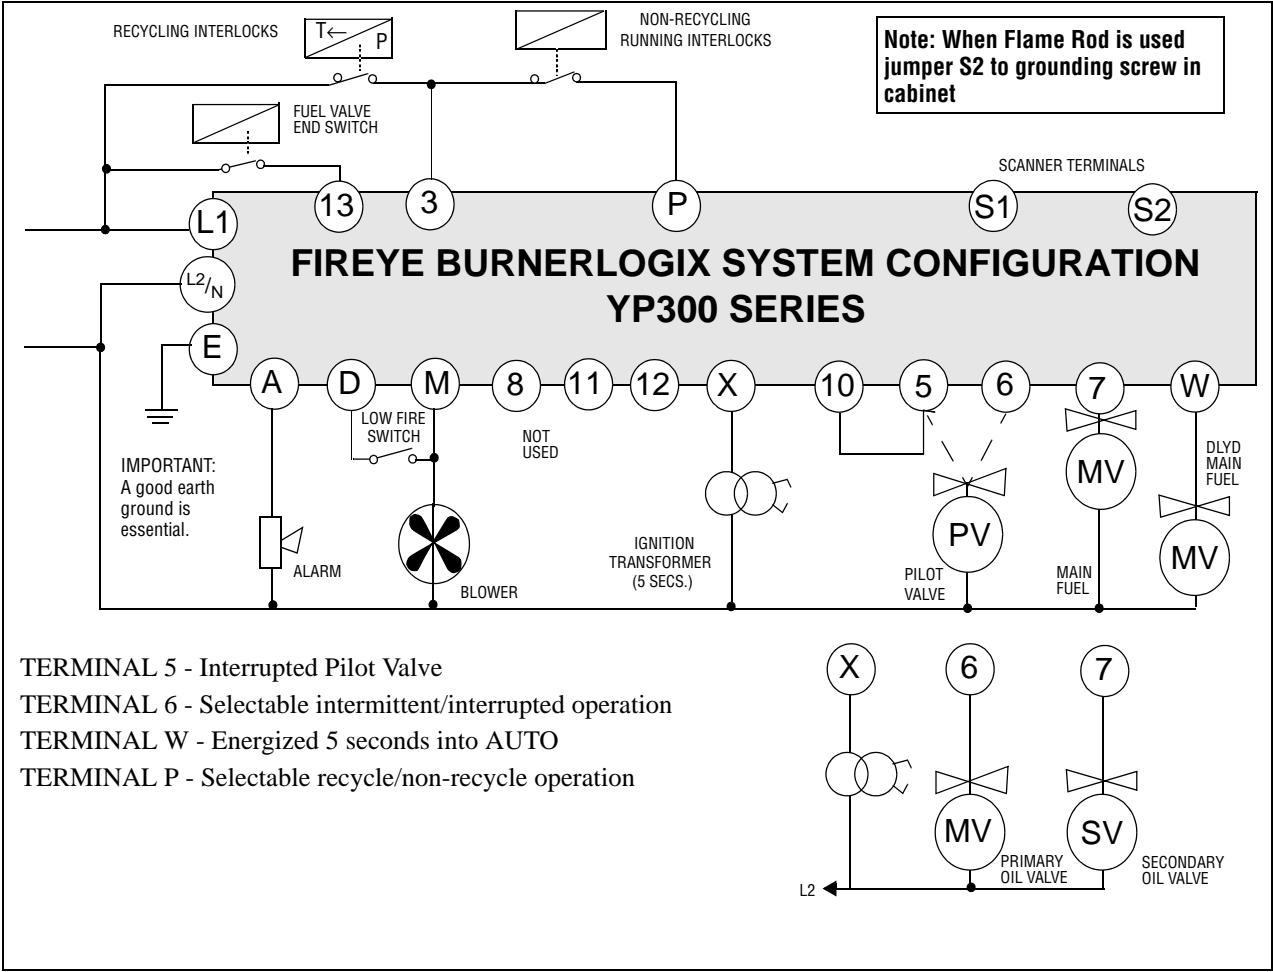 RECYCLING INTERLOCKS
T←
P
NON-RECYCLING
RUNNING INTERLOCKS
Note: When Flame Rod is used
jumper S2 to grounding screw in
cabinet
FUEL VALVE
END SWITCH
SCANNER TERMINALS
L1
13
3
P
S1
S2
FIREYE BURNERLOGIX SYSTEM CONFIGURATION
YP300 SERIES
L2/N
E
A
D
M
8
11
12
X
10
5
6
7
W
LOW FIRE
SWITCH
NOT
USED
DLYD
MAIN
FUEL
IMPORTANT:
A good earth
ground is
essential.
MV
PV
MV
ALARM
BLOWER
IGNITION
TRANSFORMER
(5 SECS.)
PILOT
VALVE
MAIN
FUEL
TERMINAL 5 - Interrupted Pilot Valve
TERMINAL 6 - Selectable intermittent/interrupted operation
TERMINAL W - Energized 5 seconds into AUTO
TERMINAL P - Selectable recycle/non-recycle operation
X
6
7
MV
SV
PRIMARY
OIL VALVE
SECONDARY
OIL VALVE
L2